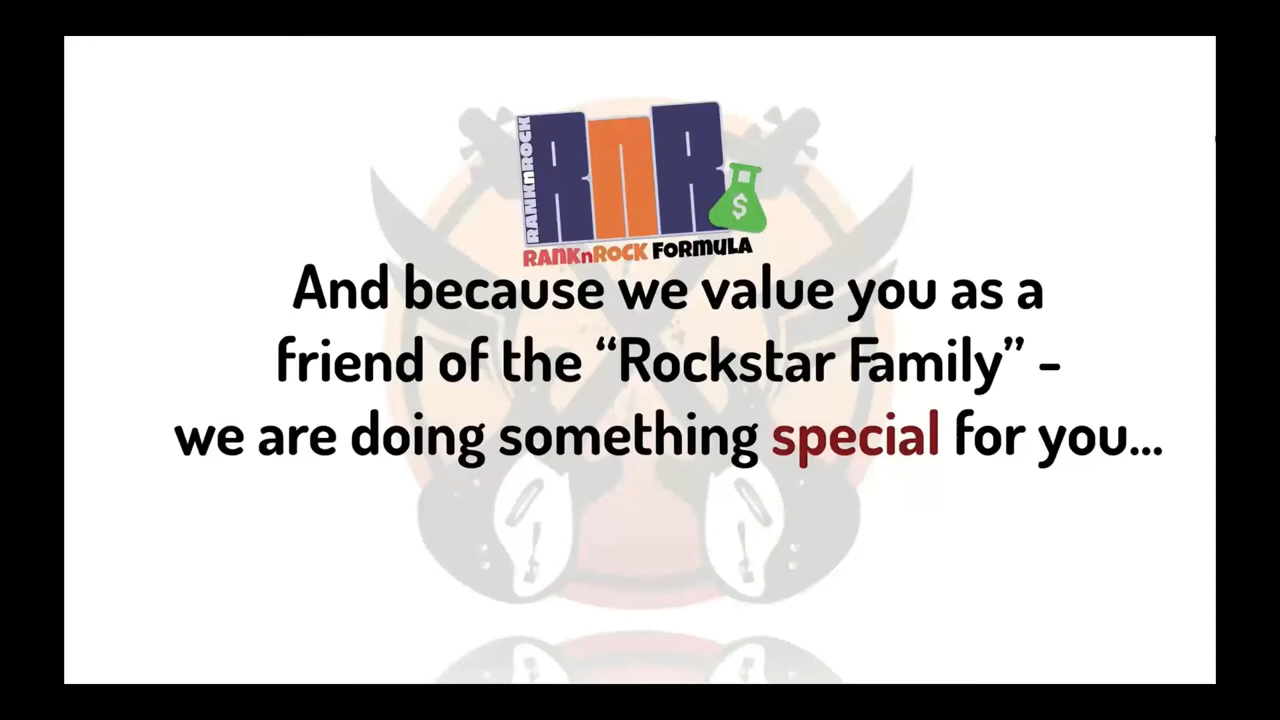 RANKnROCK
RnR
$
RANKnROCK FORMULA
And because we value you as a
friend of the “Rockstar Family” -
we are doing something special for you...